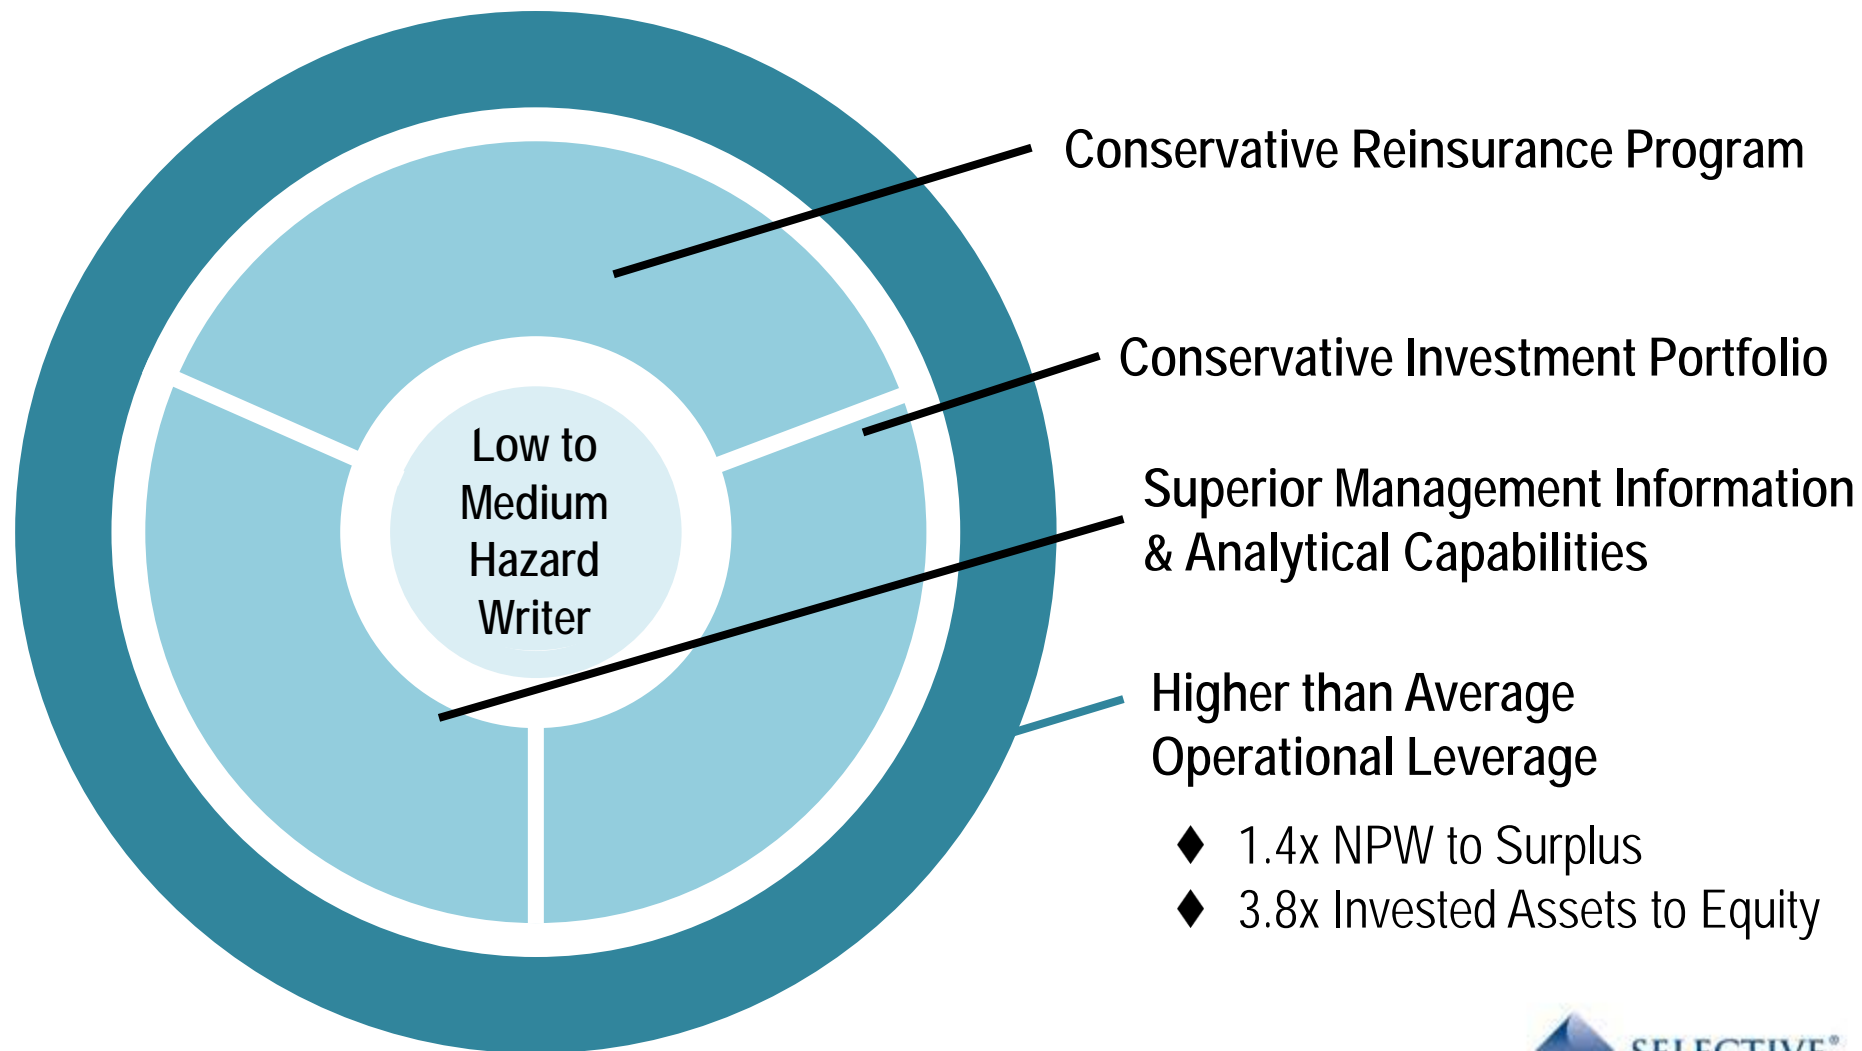 Low to
Medium
Hazard
Writer
Conservative Reinsurance Program
Conservative Investment Portfolio
Superior Management Information
& Analytical Capabilities
Higher than Average
Operational Leverage
♦ 1.4x NPW to Surplus
♦ 3.8x Invested Assets to Equity
SELECTIVE®